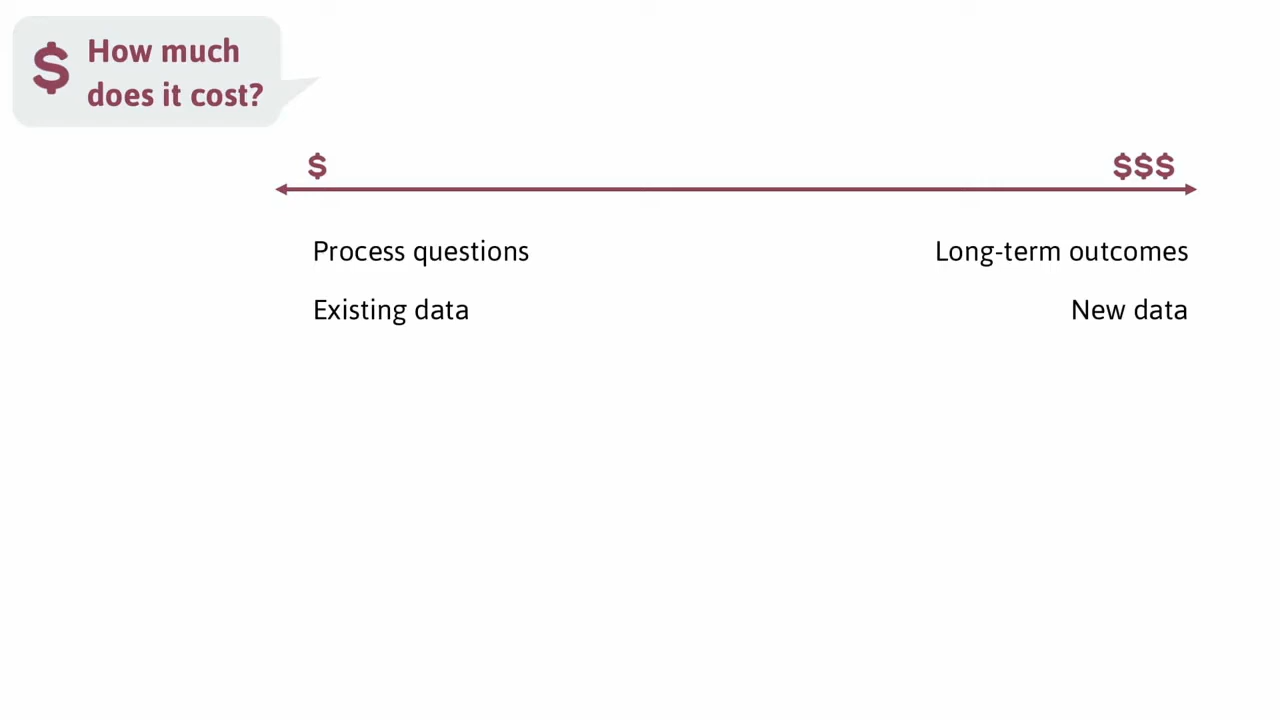 $ How much
does it cost?
$ $$$
Process questions Long-term outcomes
Existing data New data